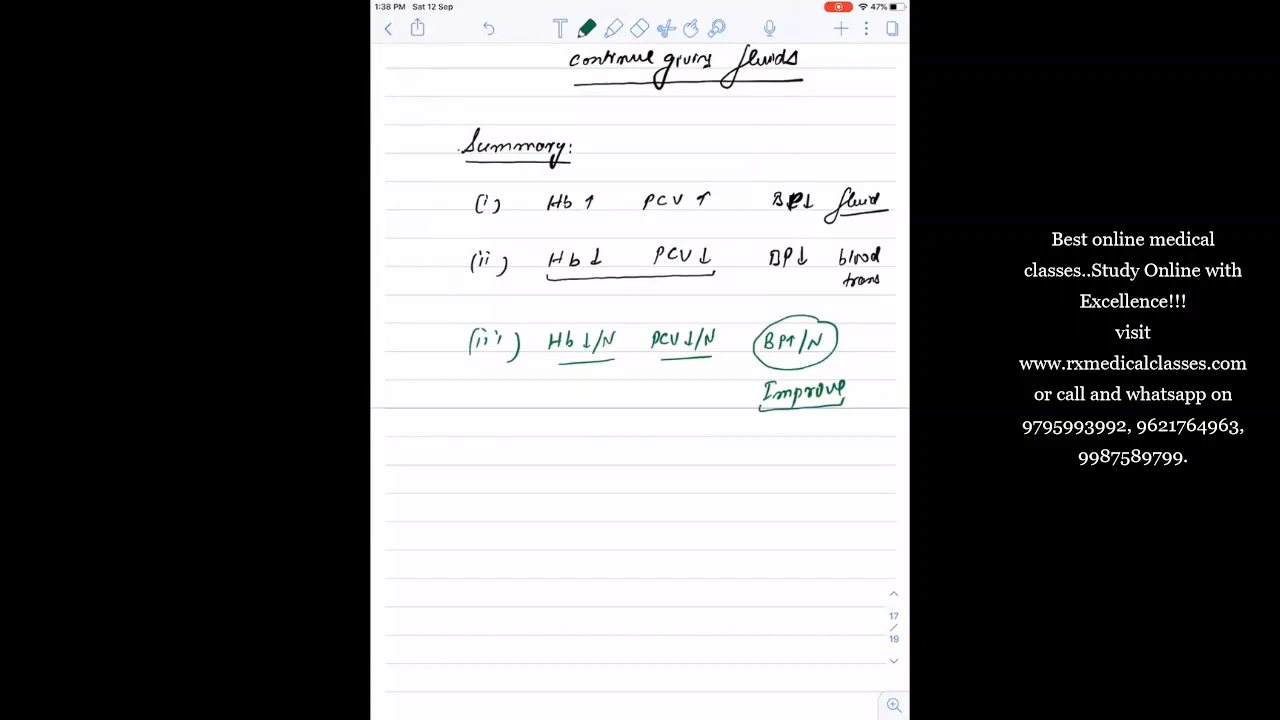 1:38 PM Sat 12 Sep 47%
continue giving fluids
Summary:
(i) Hb ↑ PCV ↑ BP↓ fluid
(ii) Hb ↓ PCV ↓ BP↓ blood
trans
(iii) Hb ↓/N PCV ↓/N BP↑/N
Improve
17
/
19
Best online medical
classes..Study Online with
Excellence!!!
visit
www.rxmedicalclasses.com
or call and whatsapp on
9795993992, 9621764963,
9987589799.